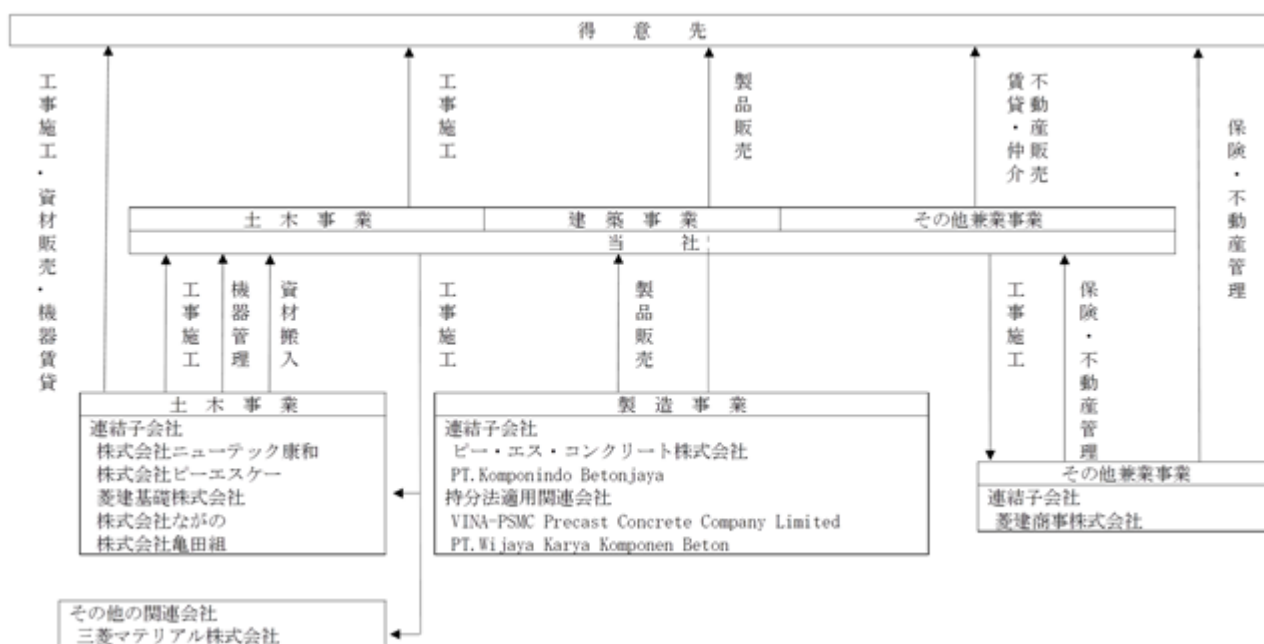 得意先
工事施工・資材販売・機器賃貸
工事施工
製品販売
不動産販売
賃貸・仲介
保険・不動産管理
土木事業
建築事業
その他兼業事業
当社
工事施工
機器管理
資材搬入
工事施工
製品販売
工事施工
保険・不動産管理
土木事業
連結子会社
株式会社ニューテック康和
株式会社ピーエスケー
菱建基礎株式会社
株式会社ながの
株式会社亀田組
製造事業
連結子会社
ピー・エス・コンクリート株式会社
PT.Komponindo Betonjaya
持分法適用関連会社
VINA-PSMC Precast Concrete Company Limited
PT.Wijaya Karya Komponen Beton
その他兼業事業
連結子会社
菱建商事株式会社
その他の関連会社
三菱マテリアル株式会社